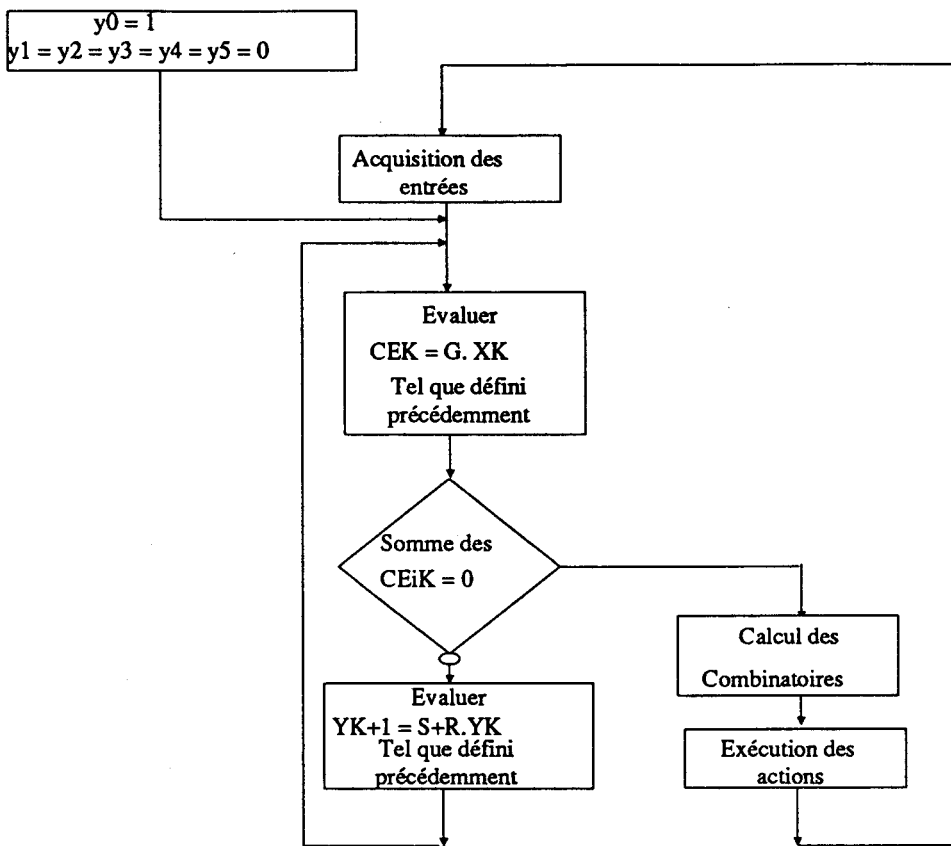 y0 = 1
y1 = y2 = y3 = y4 = y5 = 0
Acquisition des
entrées
Evaluer
CEK = G. XK
Tel que défini
précédemment
Somme des
CEiK = 0
Calcul des
Combinatoires
Evaluer
YK+1 = S+R.YK
Tel que défini
précédemment
Exécution des
actions